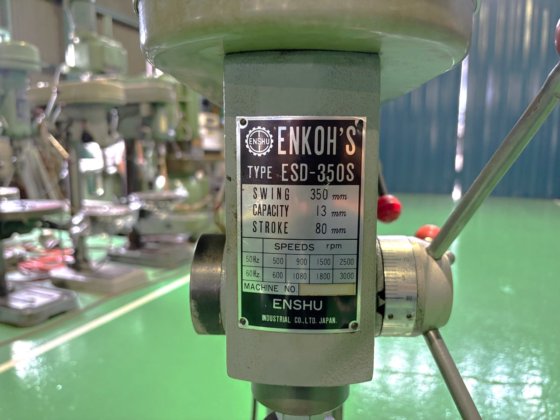 ENSHU
ENKOH'S
TYPE ESD-350S
SWING 350 mm
CAPACITY 13 mm
STROKE 80 mm
SPEEDS rpm
50Hz 500 900 1500 2500
60Hz 600 1080 1800 3000
MACHINE NO
ENSHU
INDUSTRIAL CO., LTD. JAPAN.